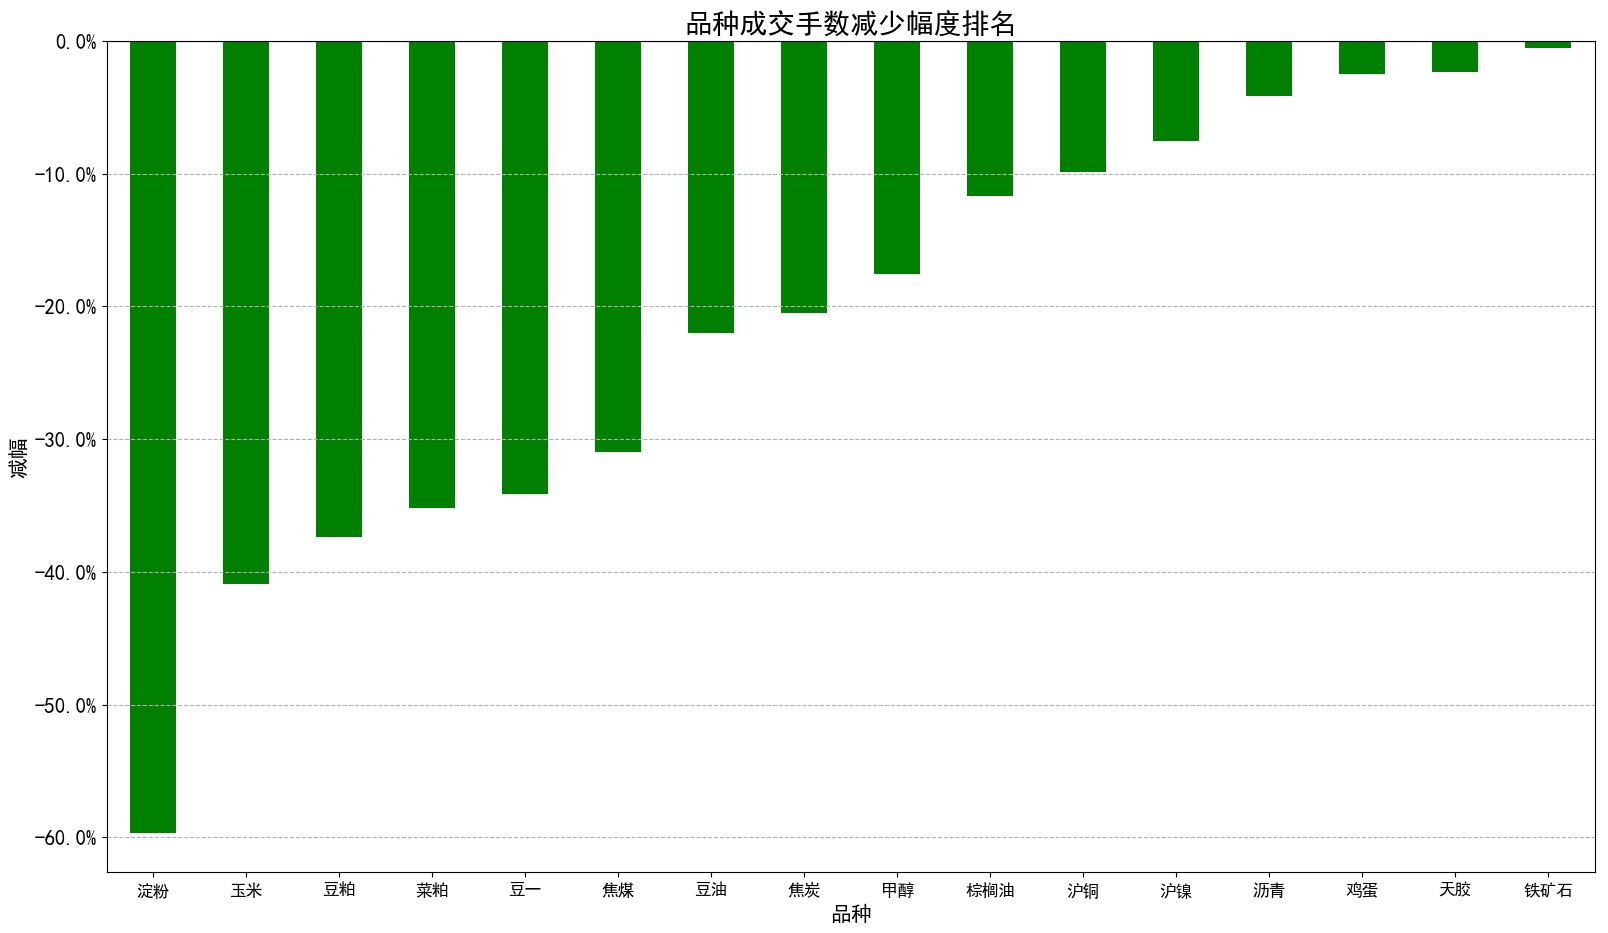 品种成交手数减少幅度排名
减幅
0.0%
-10.0%
-20.0%
-30.0%
-40.0%
-50.0%
-60.0%
淀粉 玉米 豆粕 菜粕 豆一 焦煤 豆油 焦炭 甲醇 棕榈油 沪铜 沪镍 沥青 鸡蛋 天胶 铁矿石
品种